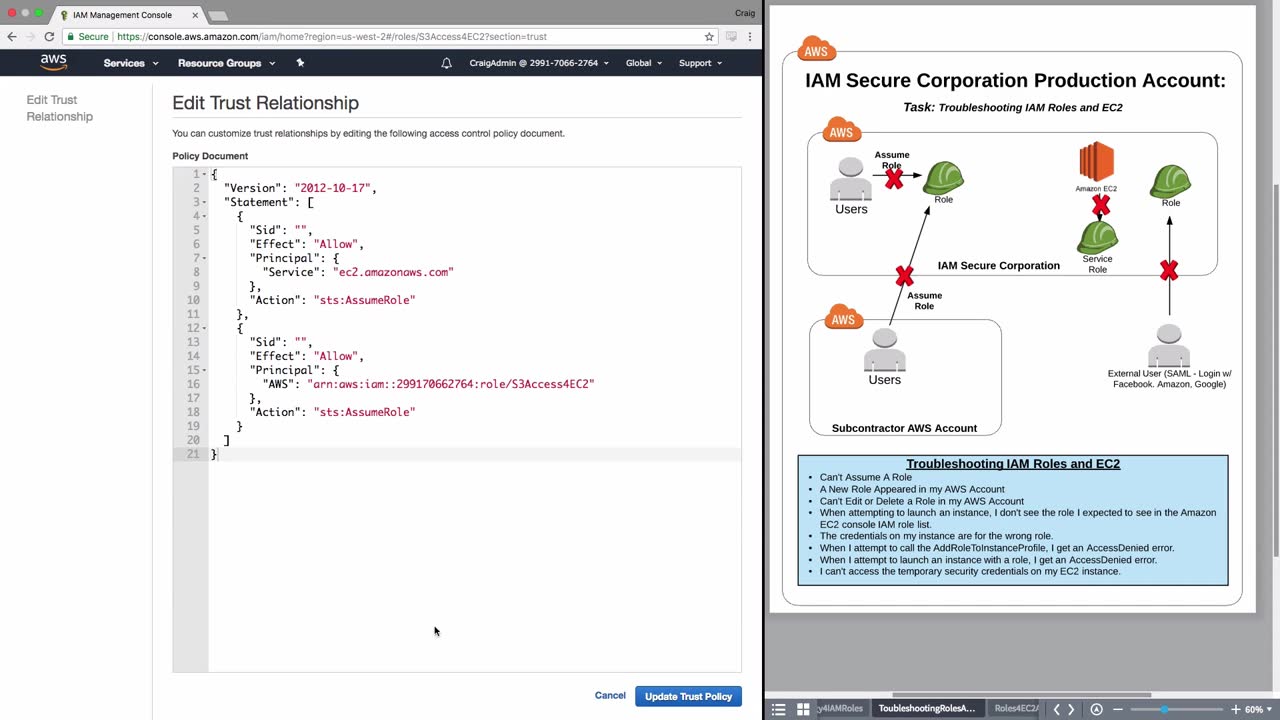 IAM Management Console
Craig
Secure | https://console.aws.amazon.com/iam/home?region=us-west-2#/roles/S3Access4EC2?section=trust
aws
Services
Resource Groups
CraigAdmin @ 2991-7066-2764
Global
Support
Edit Trust
Relationship
Edit Trust Relationship
You can customize trust relationships by editing the following access control policy document.
Policy Document
1 {
2 "Version": "2012-10-17",
3 "Statement": [
4 {
5 "Sid": "",
6 "Effect": "Allow",
7 "Principal": {
8 "Service": "ec2.amazonaws.com"
9 },
10 "Action": "sts:AssumeRole"
11 },
12 {
13 "Sid": "",
14 "Effect": "Allow",
15 "Principal": {
16 "AWS": "arn:aws:iam::299170662764:role/S3Access4EC2"
17 },
18 "Action": "sts:AssumeRole"
19 }
20 ]
21 }
Cancel
Update Trust Policy
AWS
IAM Secure Corporation Production Account:
Task: Troubleshooting IAM Roles and EC2
AWS
Assume
Role
Users
Role
Amazon EC2
Service
Role
Role
IAM Secure Corporation
Assume
Role
AWS
Users
Subcontractor AWS Account
External User (SAML - Login w/
Facebook. Amazon, Google)
Troubleshooting IAM Roles and EC2
• Can't Assume A Role
• A New Role Appeared in my AWS Account
• Can't Edit or Delete a Role in my AWS Account
• When attempting to launch an instance, I don't see the role I expected to see in the Amazon
EC2 console IAM role list.
• The credentials on my instance are for the wrong role.
• When I attempt to call the AddRoleToInstanceProfile, I get an AccessDenied error.
• When I attempt to launch an instance with a role, I get an AccessDenied error.
• I can't access the temporary security credentials on my EC2 instance.
y4IAMRoles
TroubleshootingRolesA...
Roles4EC2A
60%